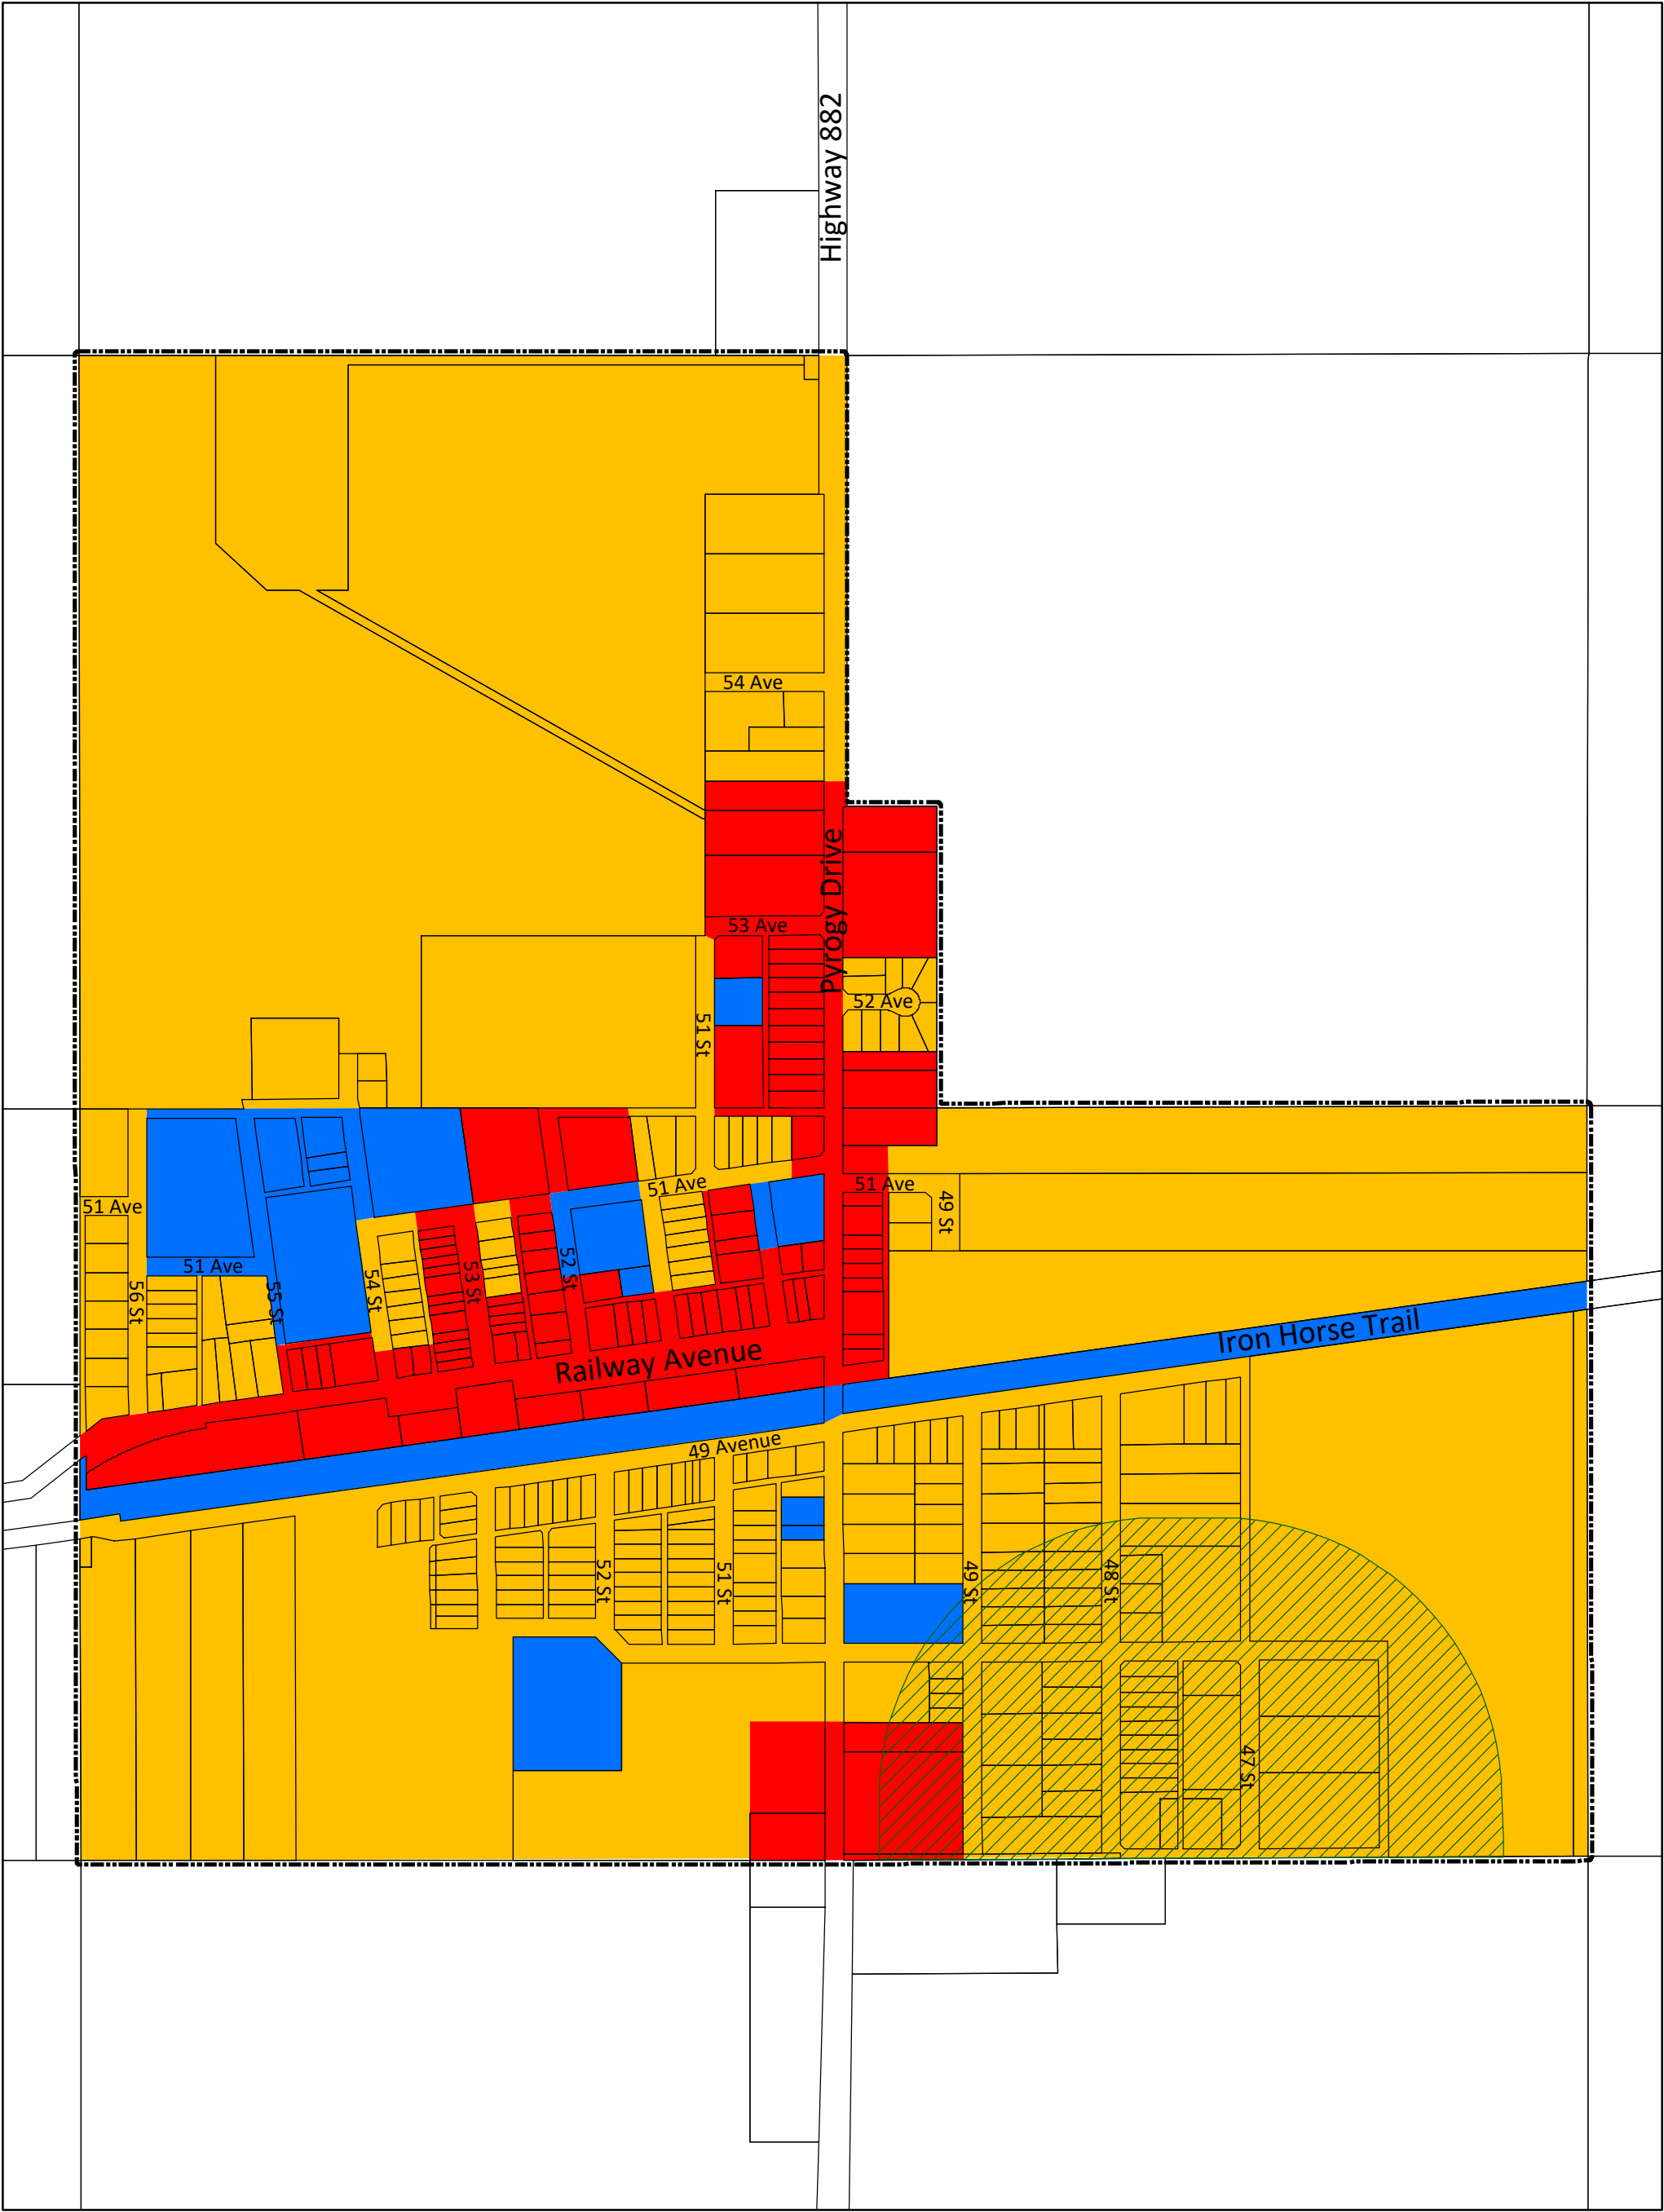 Highway 882
54 Ave
Pyrogy Drive
53 Ave
52 Ave
51 St
51 Ave
51 Ave
49 St
51 Ave
51 Ave
56 St
55 St
54 St
53 St
52 St
Iron Horse Trail
Railway Avenue
49 Avenue
52 St
51 St
49 St
48 St
47 St